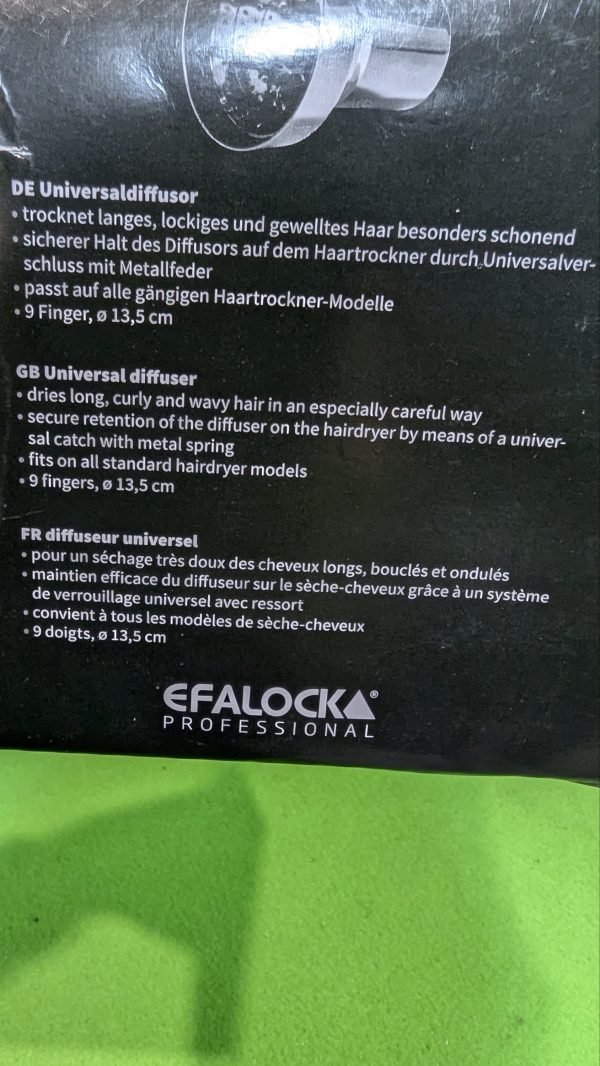 DE Universaldiffusor
• trocknet langes, lockiges und gewelltes Haar besonders schonend
• sicherer Halt des Diffusors auf dem Haartrockner durch Universalver-
schluss mit Metallfeder
• passt auf alle gängigen Haartrockner-Modelle
• 9 Finger, ø 13,5 cm
GB Universal diffuser
• dries long, curly and wavy hair in an especially careful way
• secure retention of the diffuser on the hairdryer by means of a univer-
sal catch with metal spring
• fits on all standard hairdryer models
• 9 fingers, ø 13,5 cm
FR diffuseur universel
• pour un séchage très doux des cheveux longs, bouclés et ondulés
• maintien efficace du diffuseur sur le sèche-cheveux grâce à un système
de verrouillage universel avec ressort
• convient à tous les modèles de sèche-cheveux
• 9 doigts, ø 13,5 cm
EFALOCK®
PROFESSIONAL